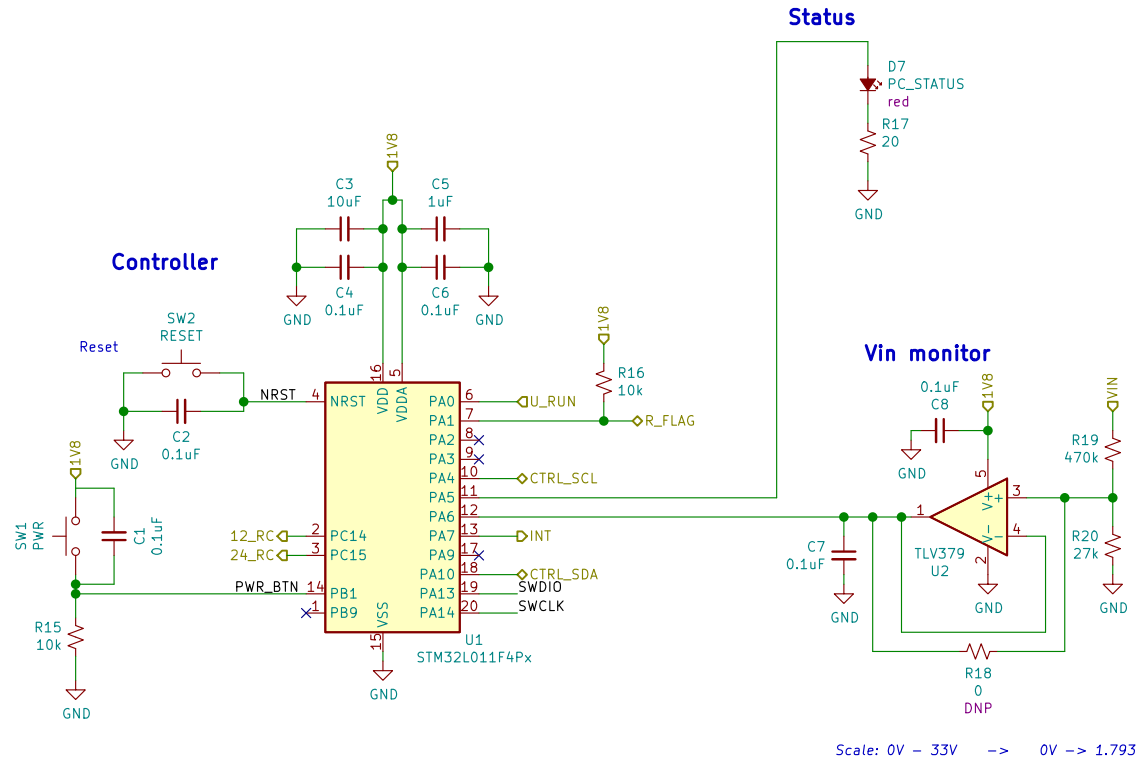 Status
D7
PC_STATUS
red
R17
20
GND
1V8
C3
10uF
C5
1uF
C4
0.1uF
C6
0.1uF
GND
GND
Controller
SW2
RESET
Reset
C2
0.1uF
GND
NRST
1V8
SW1
PWR
C1
0.1uF
R15
10k
GND
12_RC
24_RC
PWR_BTN
16
5
VDD
VDDA
4
NRST
2
PC14
3
PC15
14
PB1
1
PB9
VSS
15
GND
PA0
6
PA1
7
PA2
8
PA3
9
PA4
10
PA5
11
PA6
12
PA7
13
PA9
17
PA10
18
PA13
19
PA14
20
U1
STM32L011F4Px
U_RUN
1V8
R16
10k
R_FLAG
CTRL_SCL
INT
CTRL_SDA
SWDIO
SWCLK
Vin monitor
0.1uF
C8
1V8
GND
VIN
R19
470k
R20
27k
GND
5
V+
+
3
1
−
4
V−
2
TLV379
U2
GND
C7
0.1uF
GND
R18
0
DNP
Scale: 0V - 33V -> 0V -> 1.793